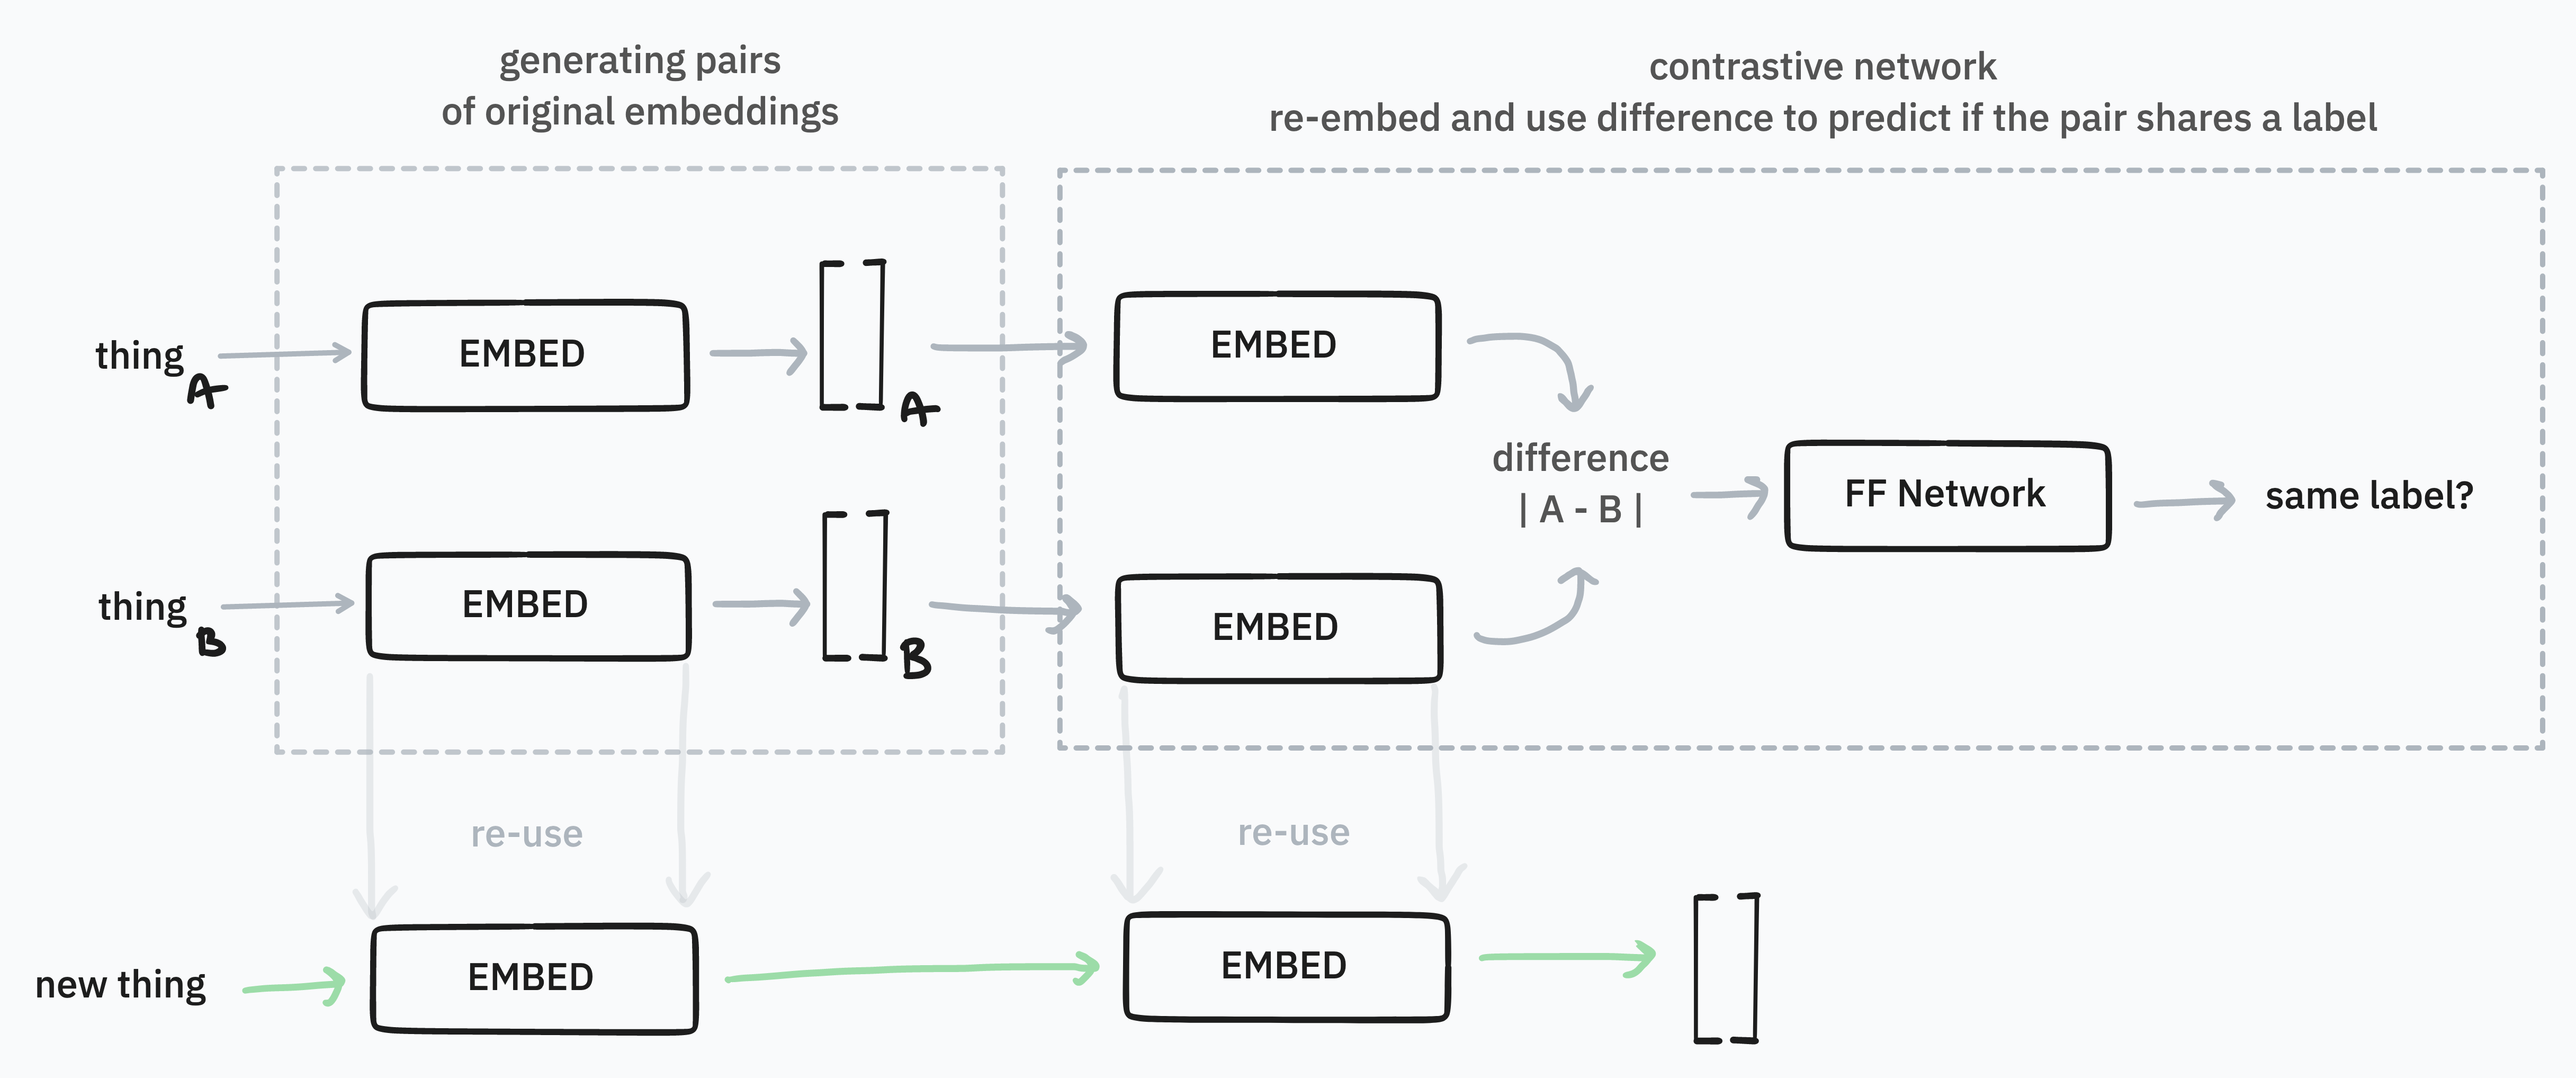 generating pairs
of original embeddings
contrastive network
re-embed and use difference to predict if the pair shares a label
thing A
EMBED
A
EMBED
difference
| A - B |
FF Network
same label?
thing B
EMBED
B
EMBED
re-use
re-use
new thing
EMBED
EMBED